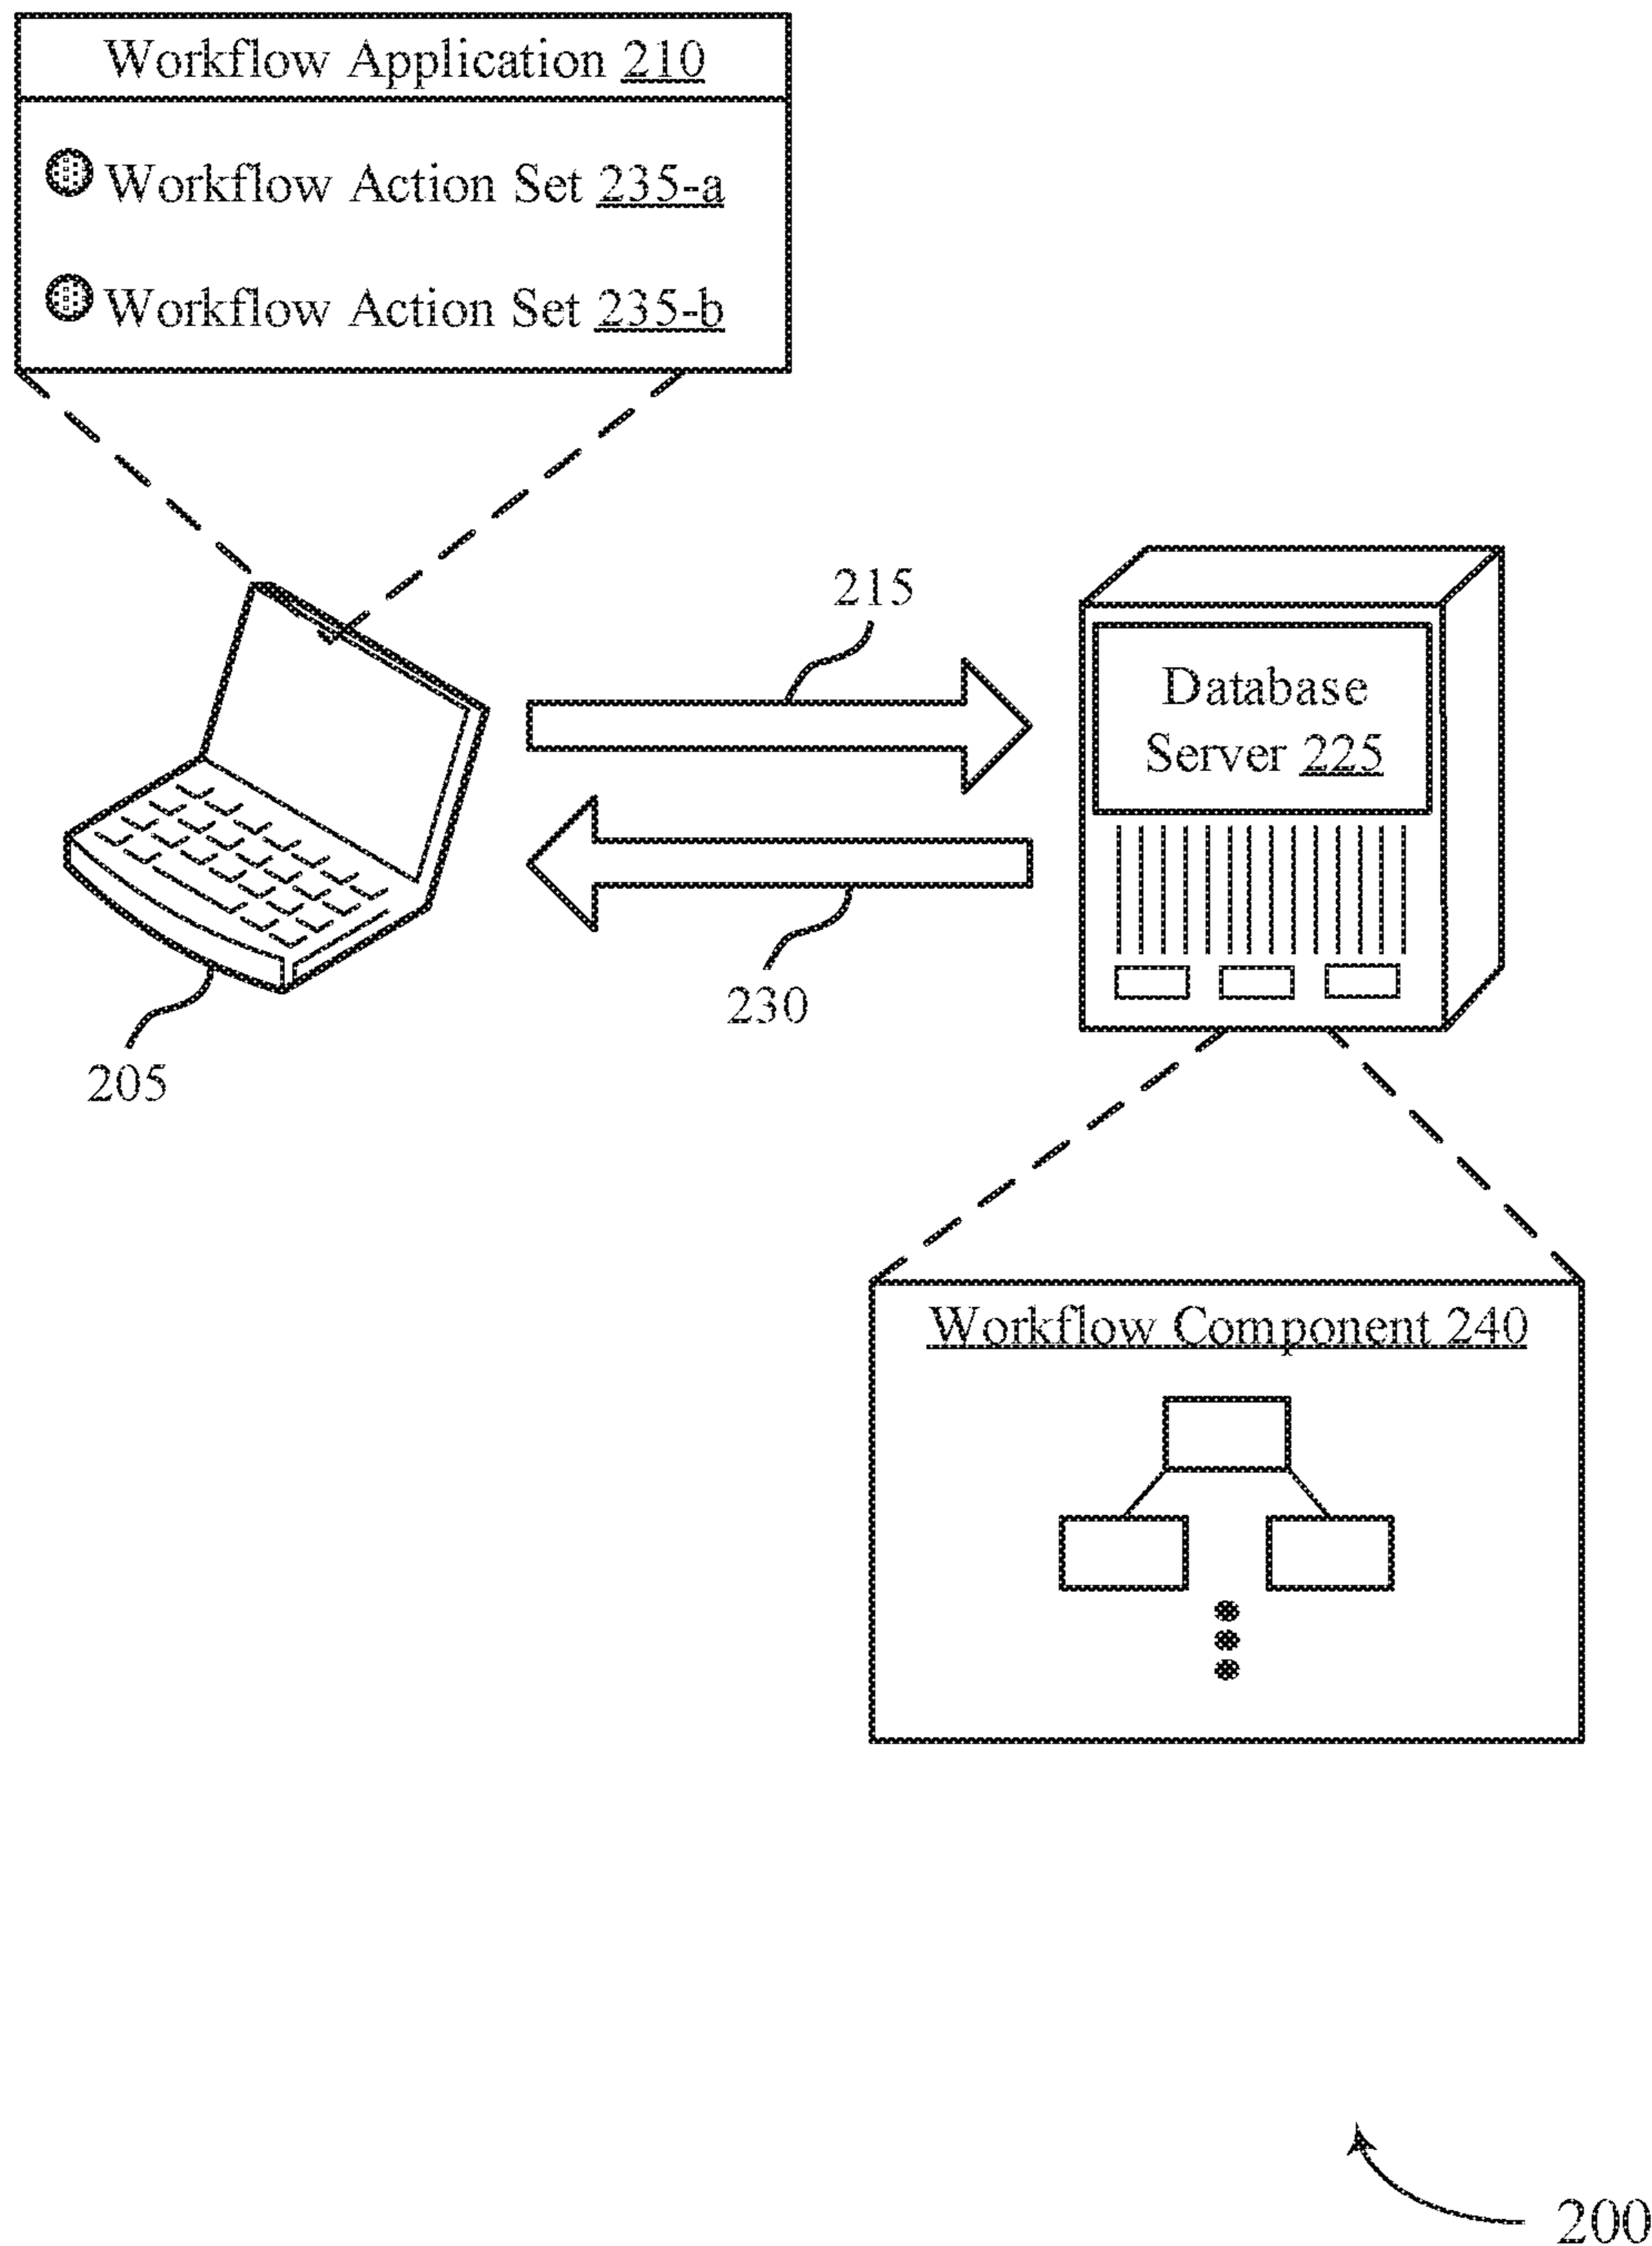 Workflow Application 210
Workflow Action Set 235-a
Workflow Action Set 235-b
215
Database
Server 225
230
205
Workflow Component 240
200